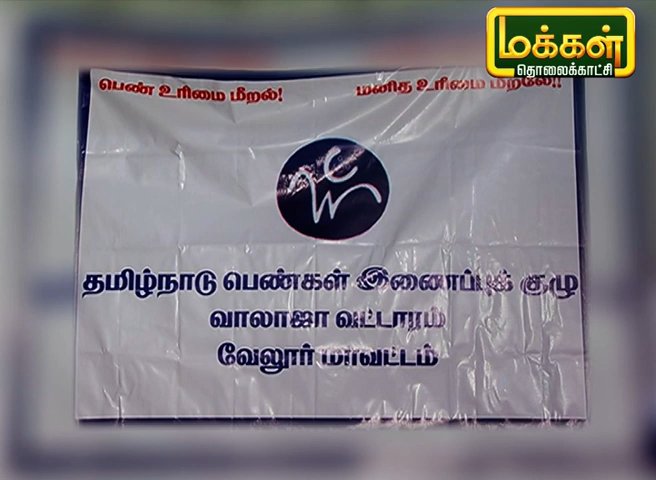 மக்கள்
தொலைக்காட்சி
பெண் உரிமை மீறல்! மனித உரிமை மீறலே!!
தமிழ்நாடு பெண்கள் இணைப்புக் குழு
வாலாஜா வட்டாரம்
வேலூர் மாவட்டம்